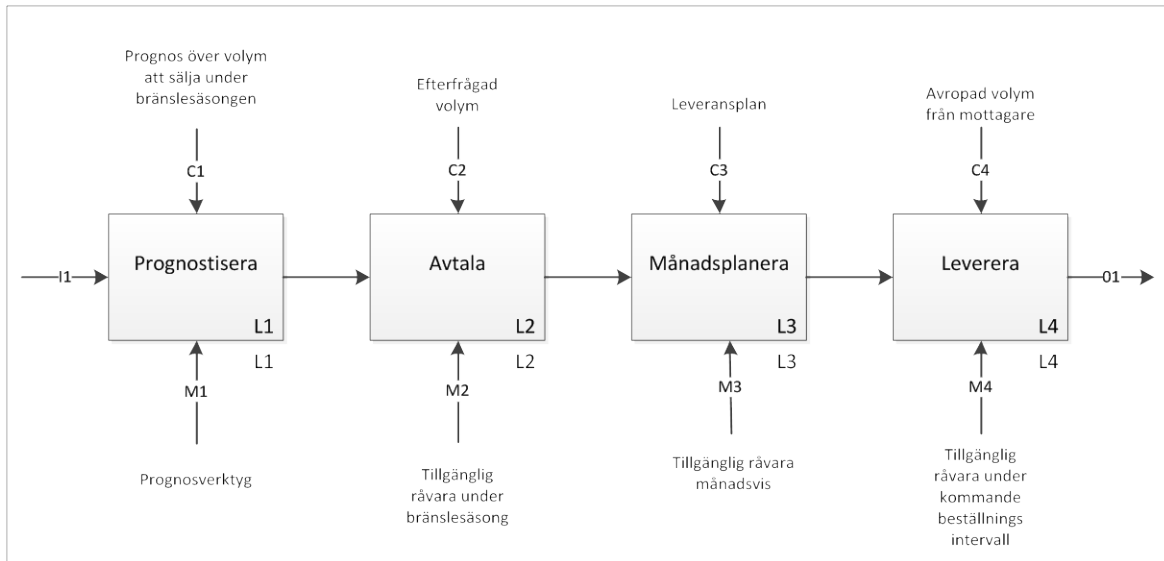 Prognos över volym
att sälja under
bränslesäsongen
Efterfrågad
volym
Leveransplan
Avropad volym
från mottagare
C1
C2
C3
C4
I1
Prognostisera
L1
Avtala
L2
Månadsplanera
L3
Leverera
L4
01
L1
L2
L3
L4
M1
M2
M3
M4
Prognosverktyg
Tillgänglig
råvara under
bränslesäsong
Tillgänglig råvara
månadsvis
Tillgänglig
råvara under
kommande
beställnings
intervall